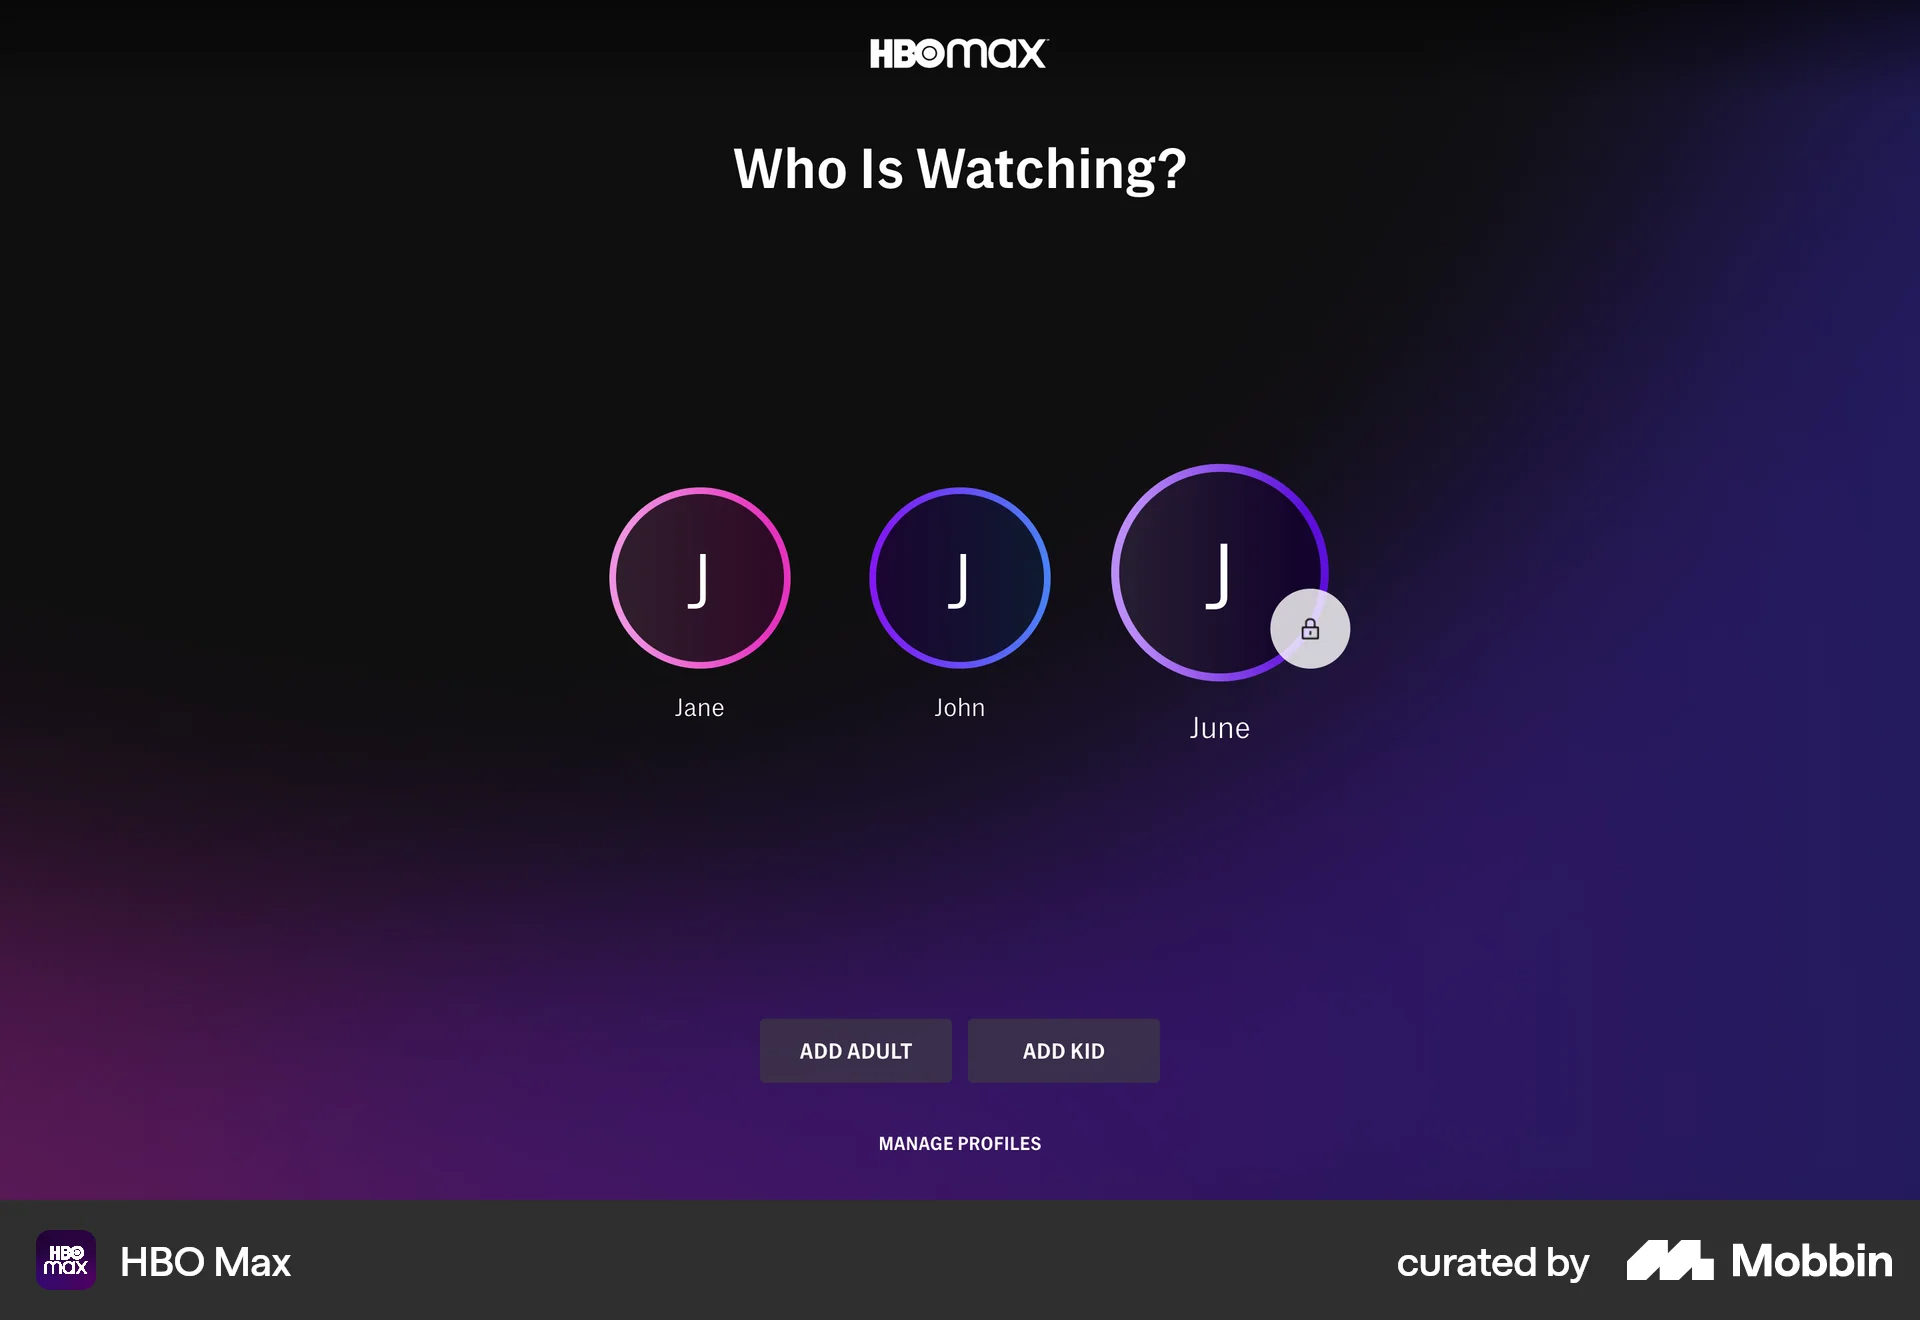 HBOmax
Who Is Watching?
J
J
J
Jane
John
June
ADD ADULT
ADD KID
MANAGE PROFILES
HBO
max
HBO Max
curated by
Mobbin